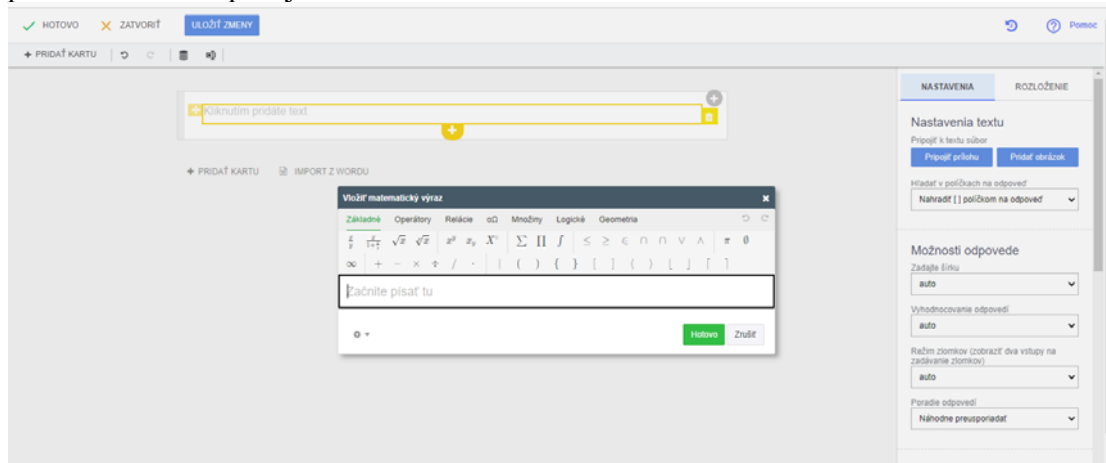 HOTOVO ZATVORIŤ ULOŽIŤ ZMENY Pomoc
PRIDAŤ KARTU
Kliknutím pridáte text
PRIDAŤ KARTU IMPORT Z WORDU
Vložiť matematický výraz
Základné Operátory Relácie αΩ Množiny Logické Geometria
∑ ∏ ∫ ≤ ≥ ∈ ∩ ∩ ∨ ∧ π ∅
∞ + − × ÷ / · | ( ) { } [ ] ⟨ ⟩ ⌊ ⌋ ⌈ ⌉
Začnite písať tu
Hotovo Zrušiť
NASTAVENIA ROZLOŽENIE
Nastavenia textu
Pripojiť k textu súbor
Pripojiť prílohu Pridať obrázok
Hľadať v políčkach na odpoveď
Nahradiť [ ] políčkom na odpoveď
Možnosti odpovede
Zadajte šírku
auto
Vyhodnocovanie odpovedí
auto
Režim zlomkov (zobraziť dva vstupy na
zadávanie zlomkov)
auto
Poradie odpovedí
Náhodne preusporiadať